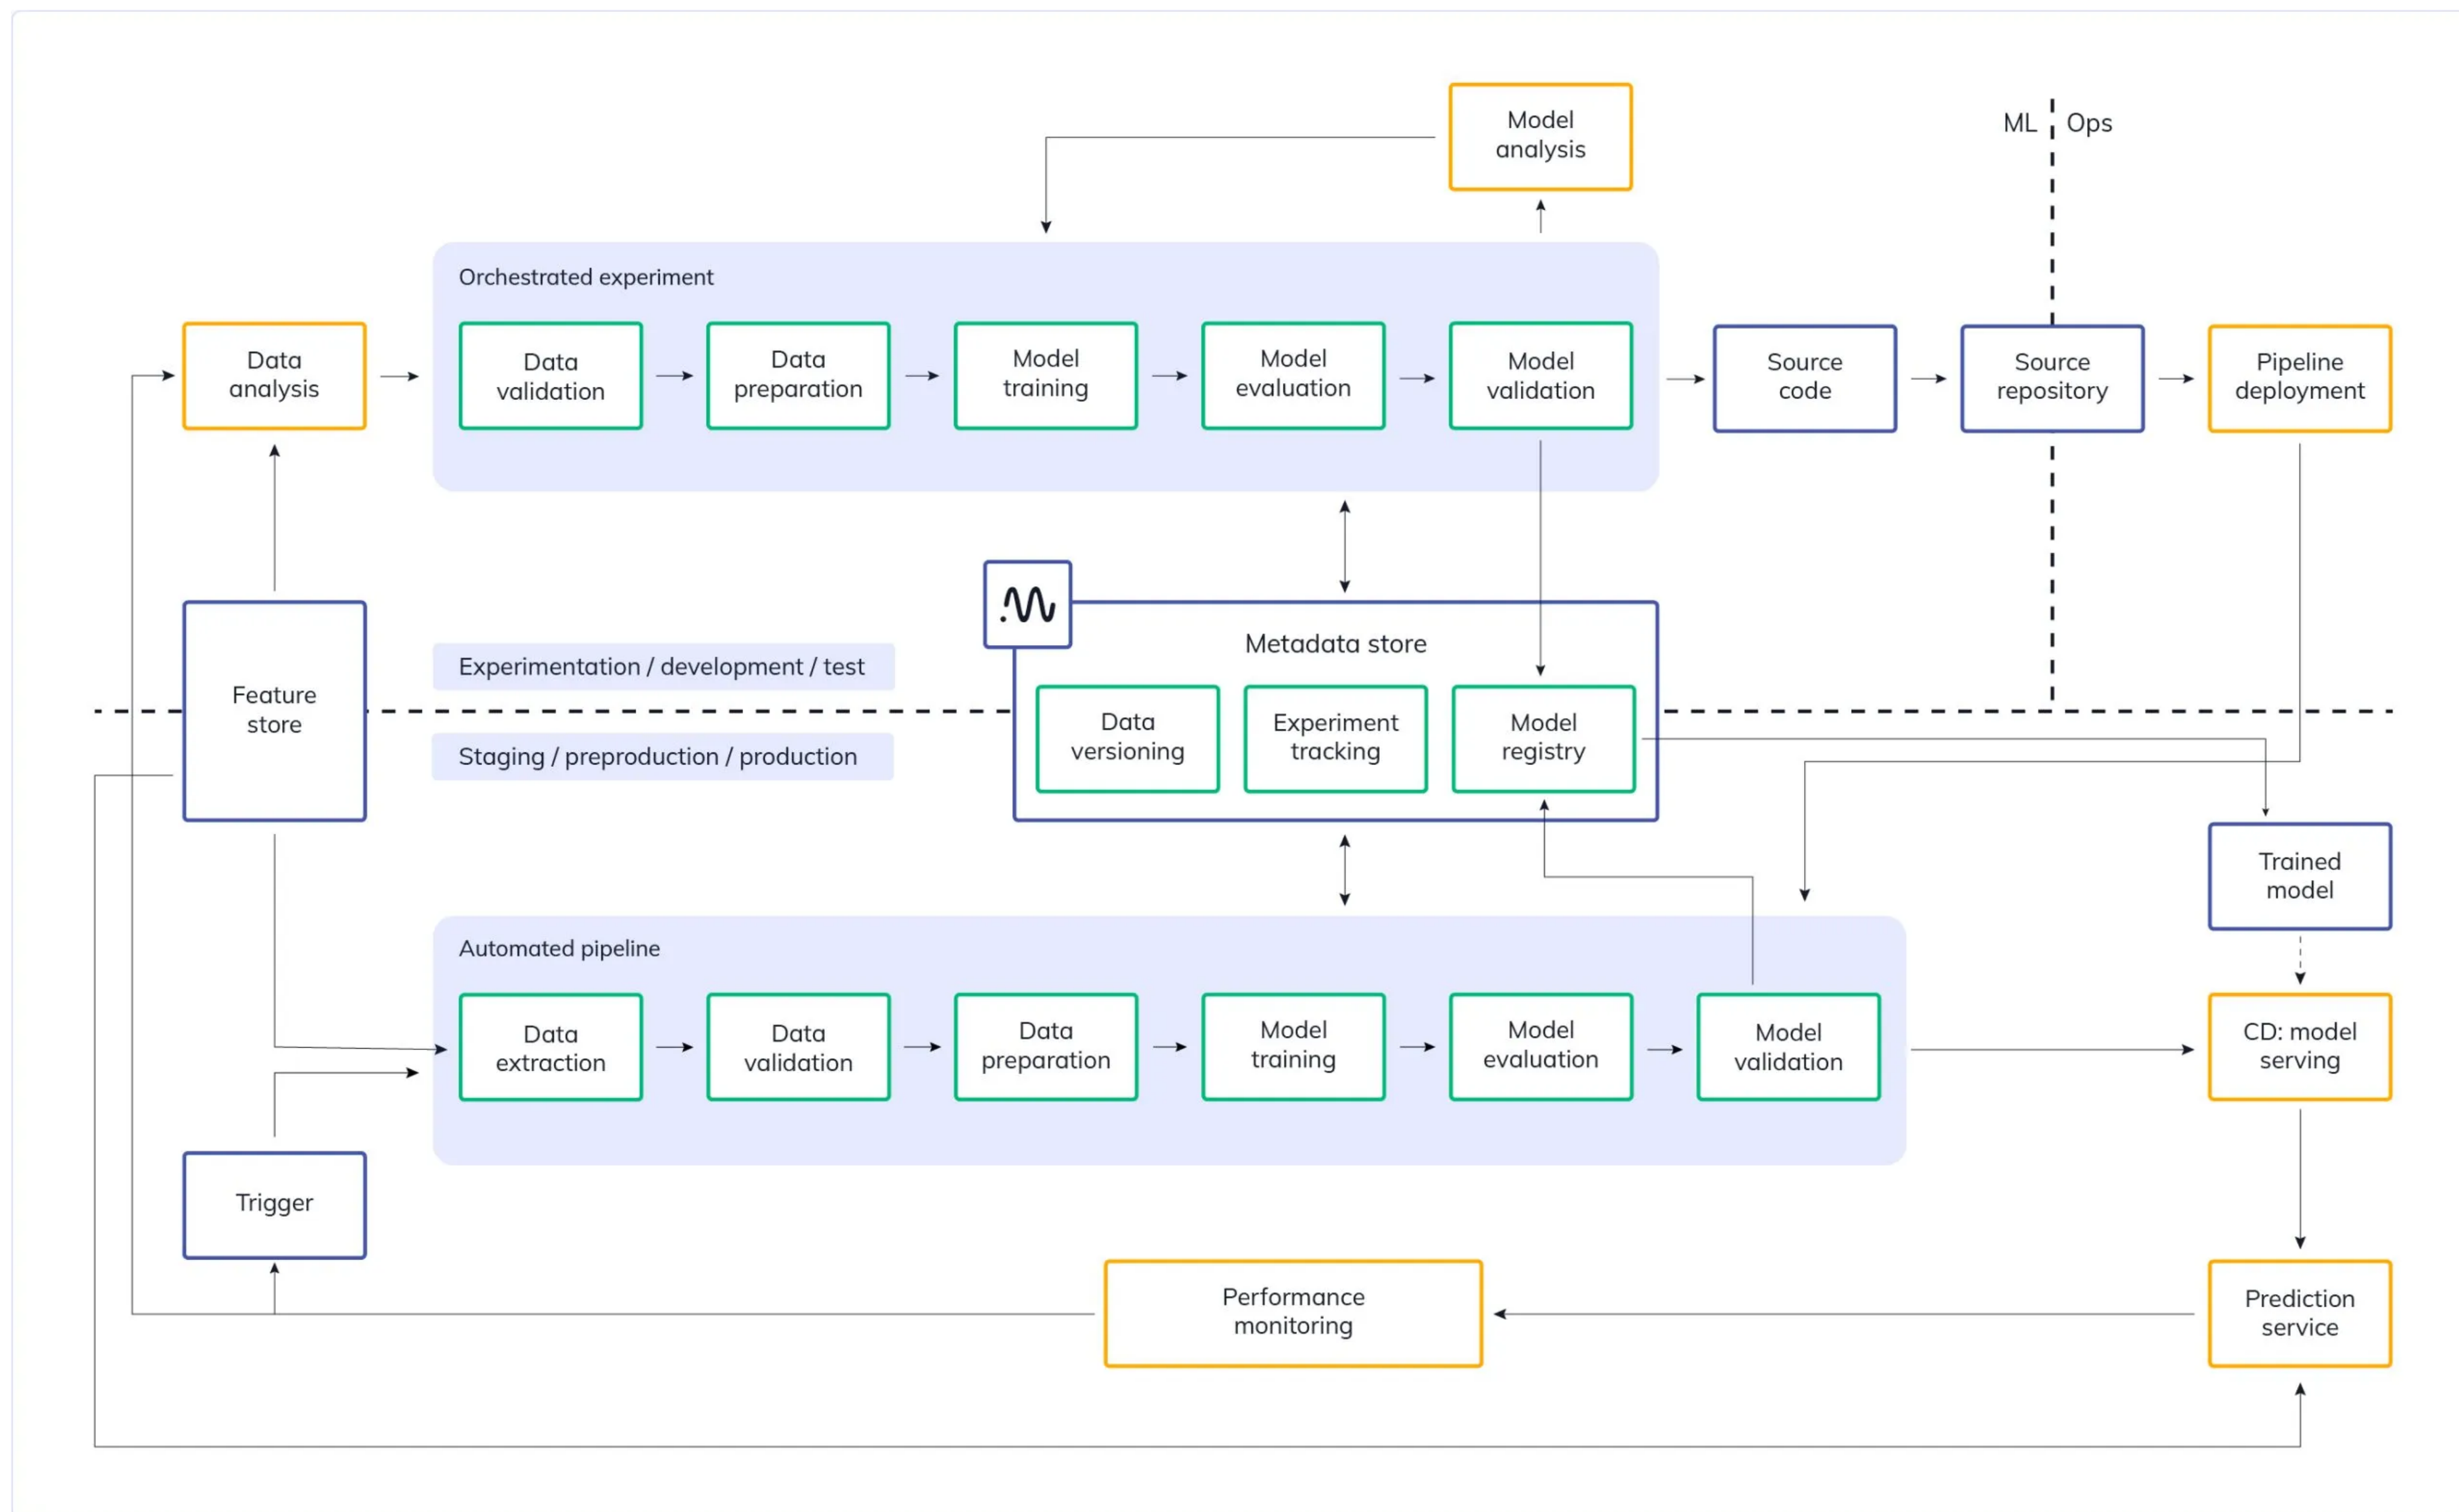 Model
analysis
ML
Ops
Orchestrated experiment
Data
analysis
Data
validation
Data
preparation
Model
training
Model
evaluation
Model
validation
Source
code
Source
repository
Pipeline
deployment
Feature
store
Experimentation / development / test
Staging / preproduction / production
Metadata store
Data
versioning
Experiment
tracking
Model
registry
Trained
model
Automated pipeline
Data
extraction
Data
validation
Data
preparation
Model
training
Model
evaluation
Model
validation
CD: model
serving
Trigger
Performance
monitoring
Prediction
service